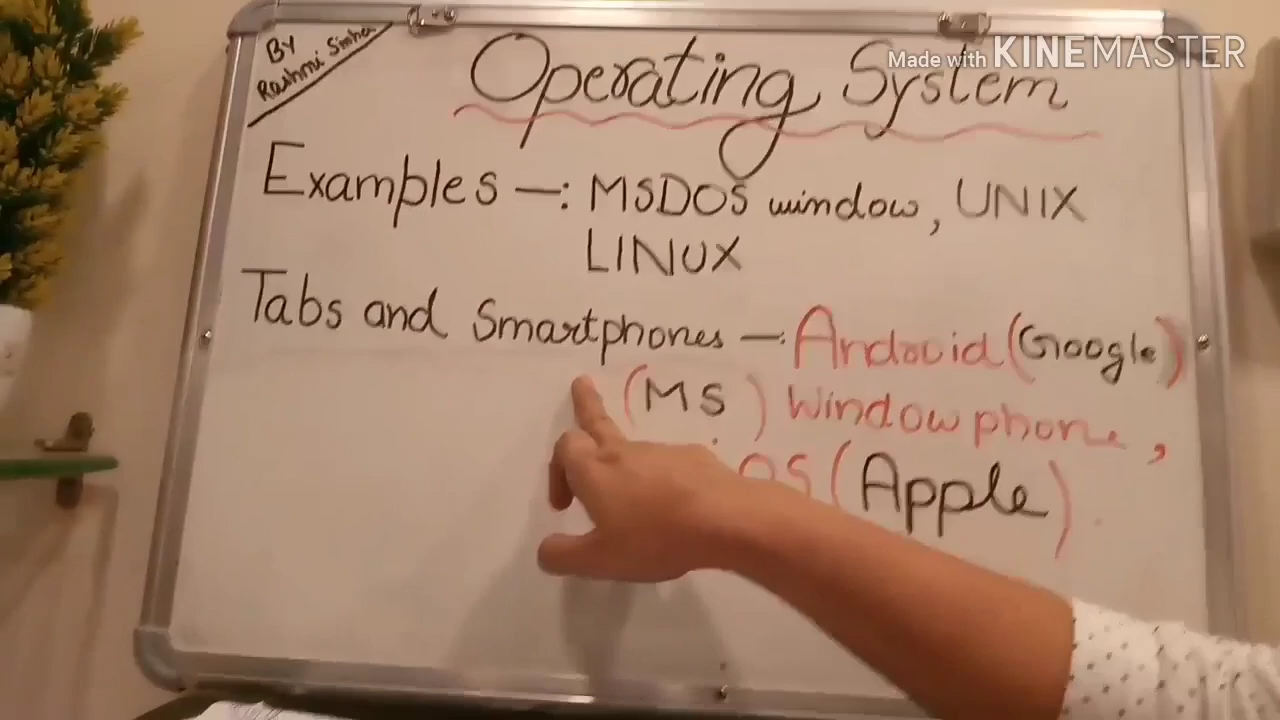 BY
Rashmi Sinha
Made with KINEMASTER
Operating System
Examples —: MSDOS window, UNIX
LINUX
Tabs and Smartphones —: Android (Google)
(MS) Window phone,
OS (Apple)